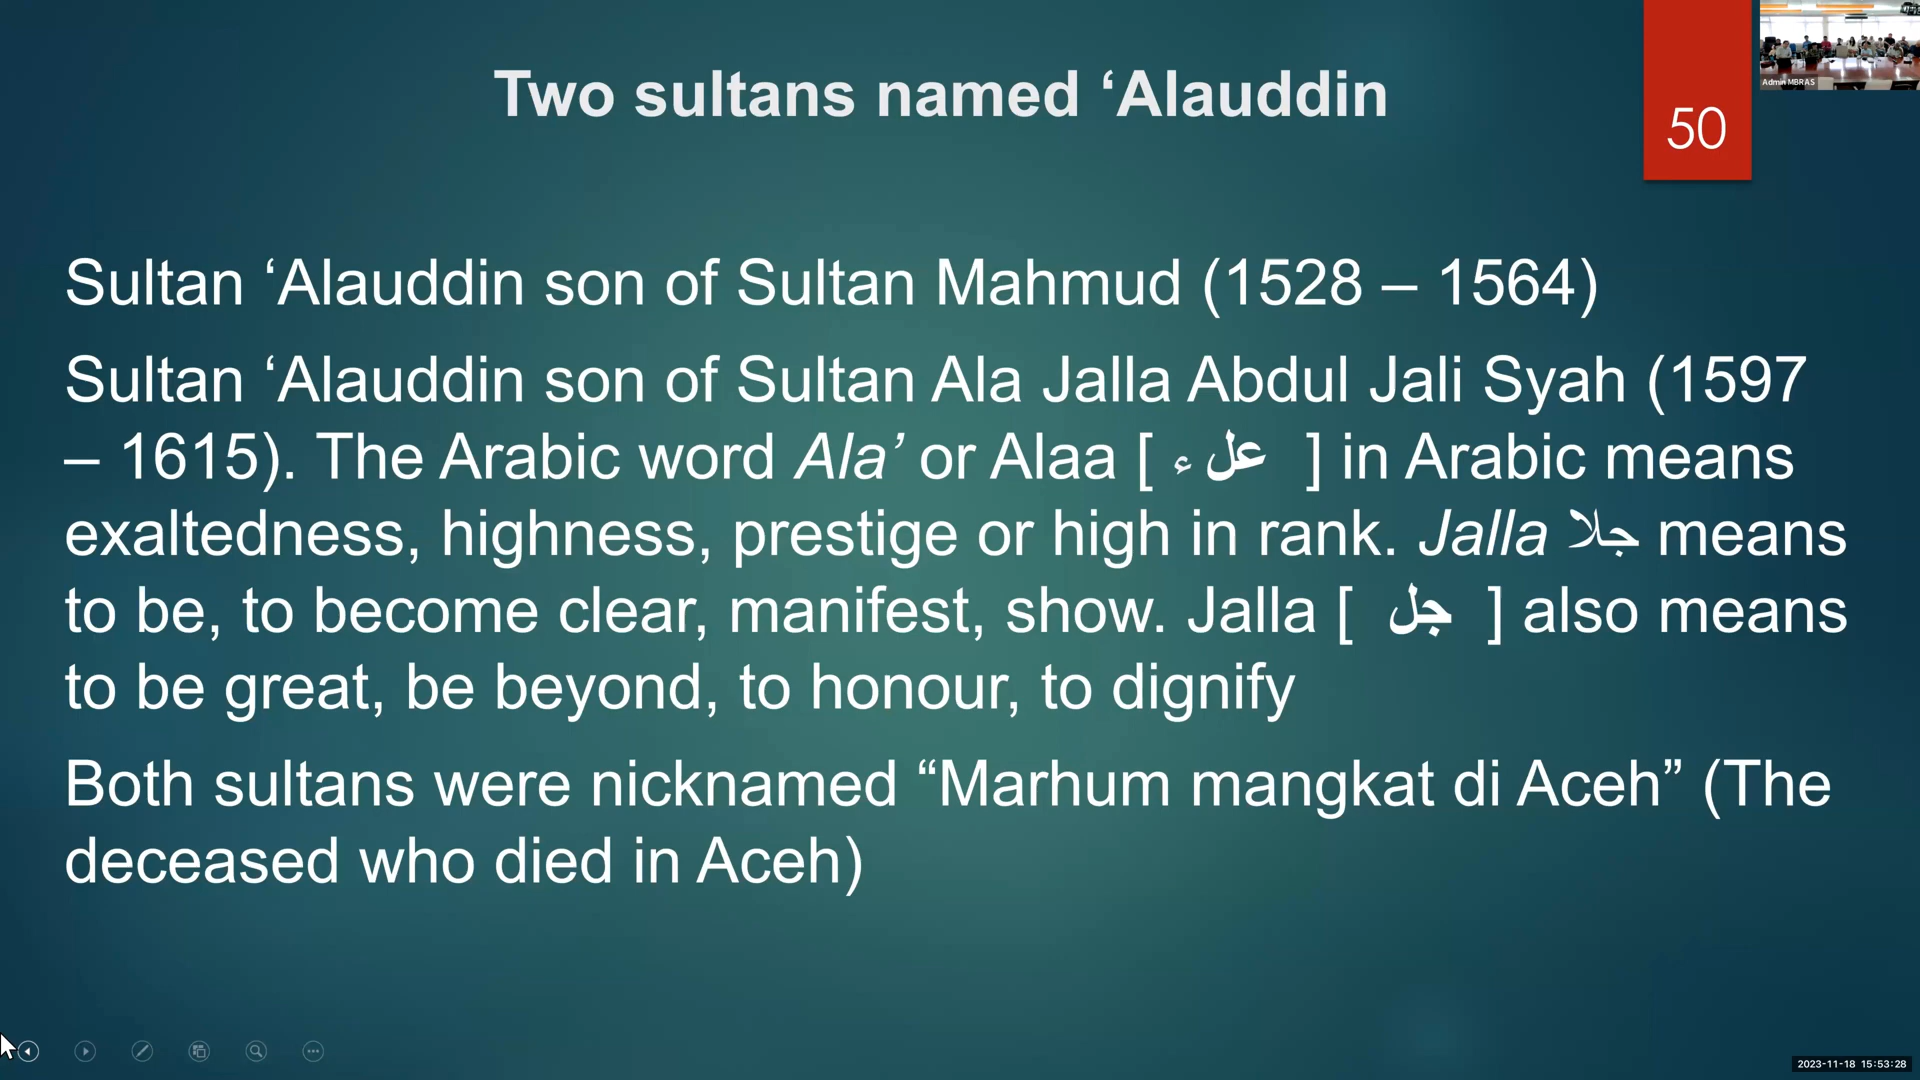 Two sultans named ‘Alauddin
50
Admin MBRAS
Sultan ‘Alauddin son of Sultan Mahmud (1528 – 1564)
Sultan ‘Alauddin son of Sultan Ala Jalla Abdul Jali Syah (1597
– 1615). The Arabic word Ala’ or Alaa [ علء ] in Arabic means
exaltedness, highness, prestige or high in rank. Jalla جلا means
to be, to become clear, manifest, show. Jalla [ جل ] also means
to be great, be beyond, to honour, to dignify
Both sultans were nicknamed “Marhum mangkat di Aceh” (The
deceased who died in Aceh)
2023-11-18 15:53:28